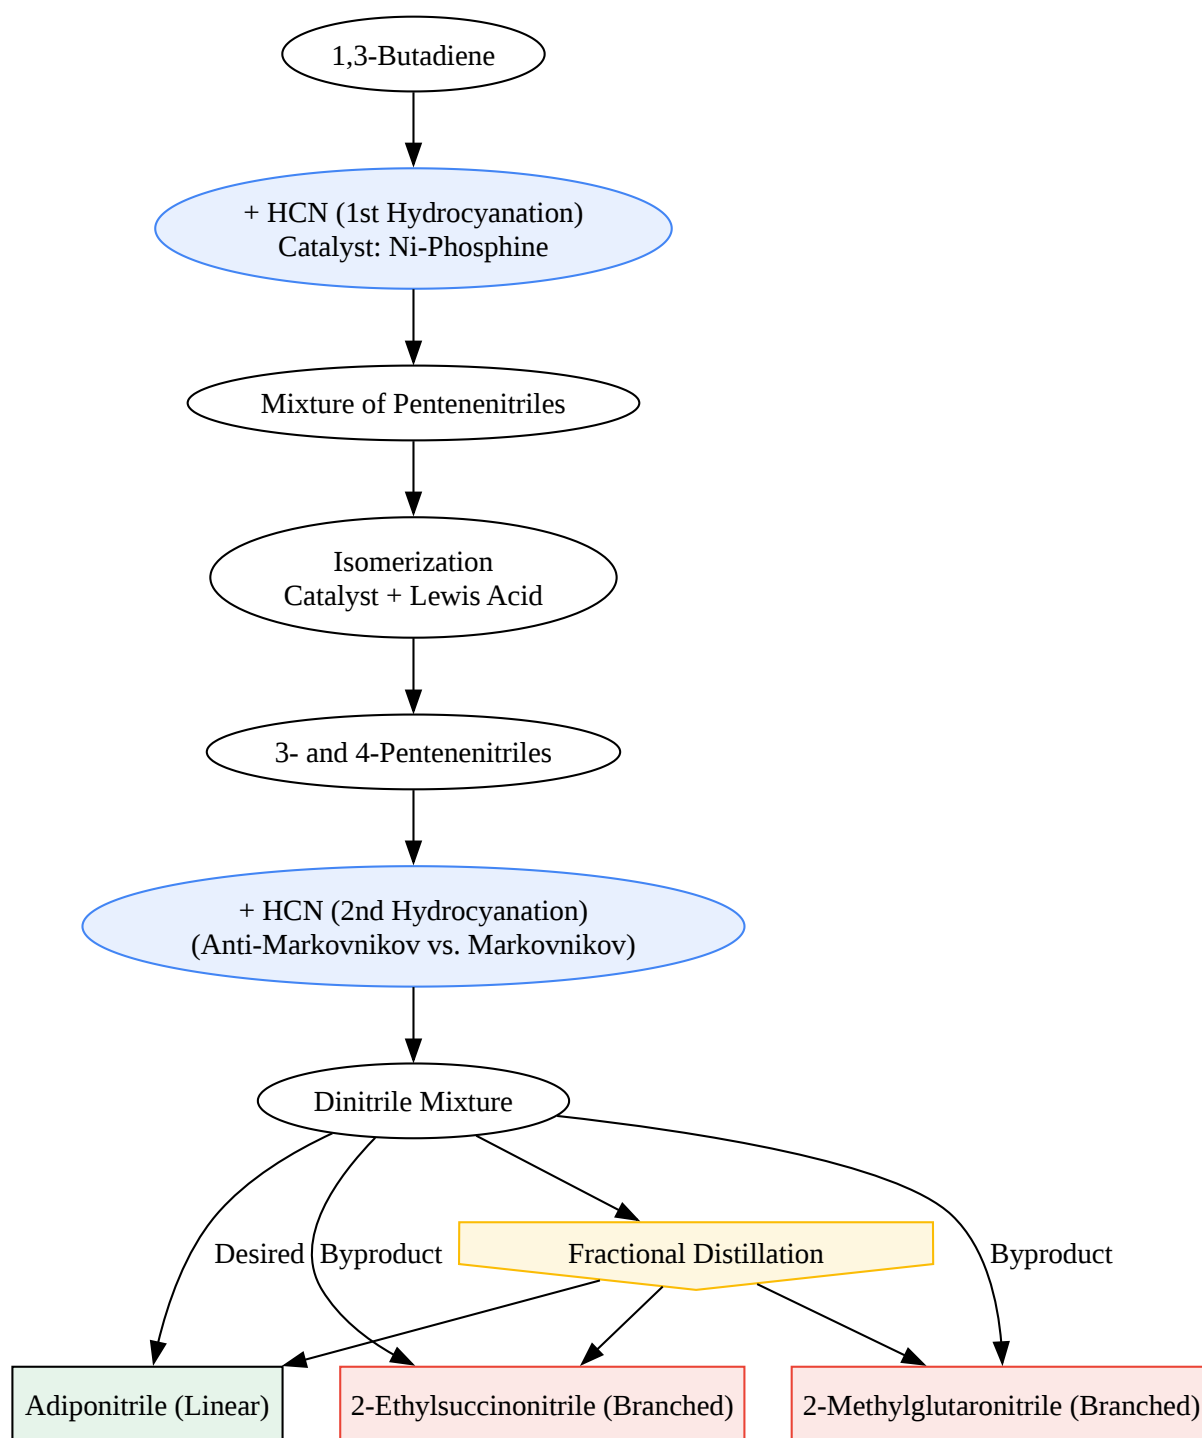 1,3-Butadiene
+ HCN (1st Hydrocyanation)
Catalyst: Ni-Phosphine
Mixture of Pentenenitriles
Isomerization
Catalyst + Lewis Acid
3- and 4-Pentenenitriles
+ HCN (2nd Hydrocyanation)
(Anti-Markovnikov vs. Markovnikov)
Dinitrile Mixture
Desired
Byproduct
Fractional Distillation
Byproduct
Adiponitrile (Linear)
2-Ethylsuccinonitrile (Branched)
2-Methylglutaronitrile (Branched)